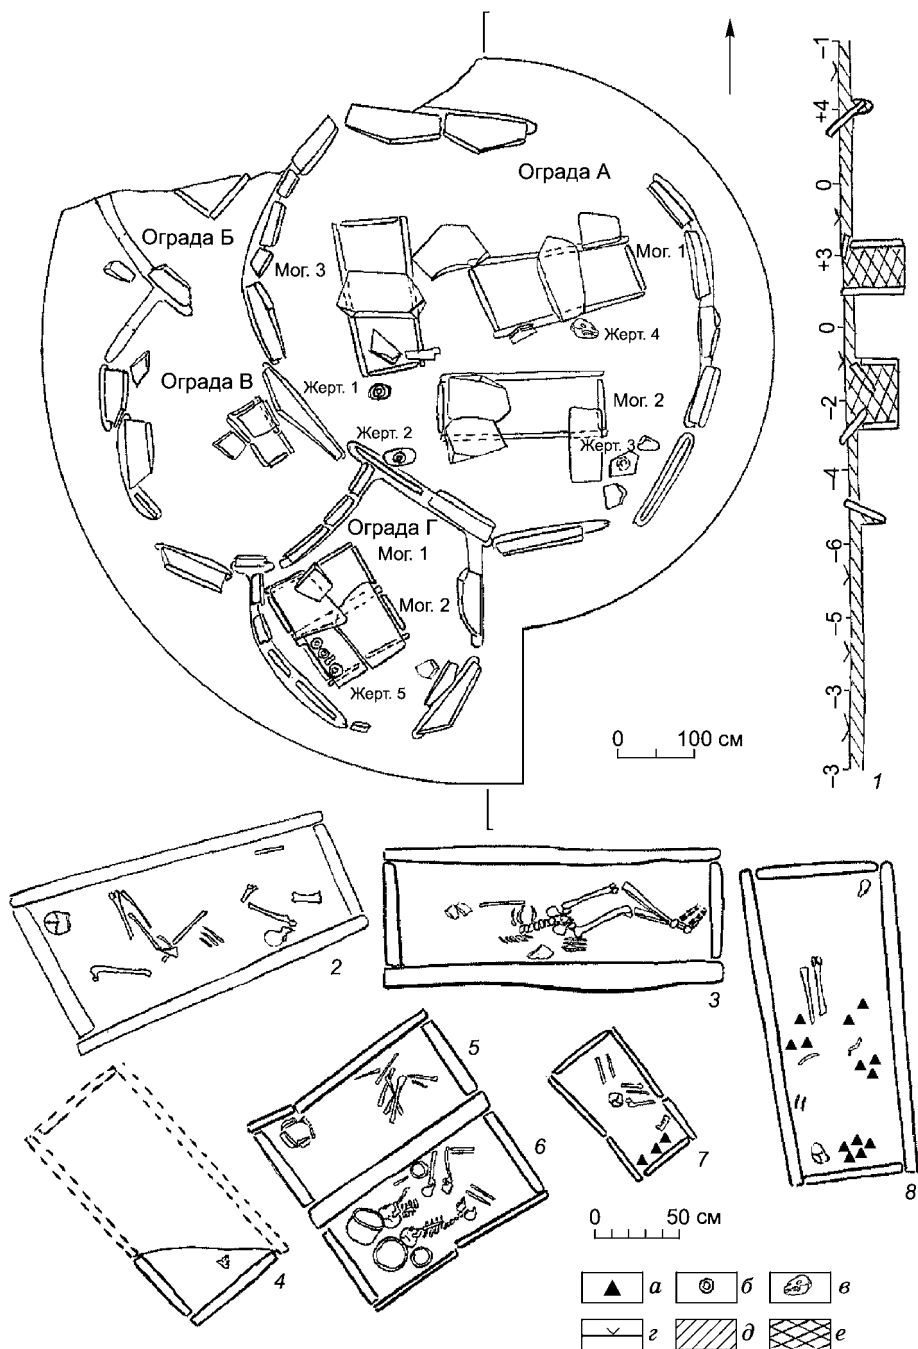 Ограда А
Ограда Б
Мог. 3
Мог. 1
Жерт. 4
Ограда В
Жерт. 1
Мог. 2
Жерт. 2
Жерт. 3
Ограда Г
Мог. 1
Мог. 2
Жерт. 5
0 100 см
–1
+4
0
+3
0
–2
–4
–6
–5
–3
–3
1
2
3
4
5
6
7
8
0 50 см
а б в
г д е